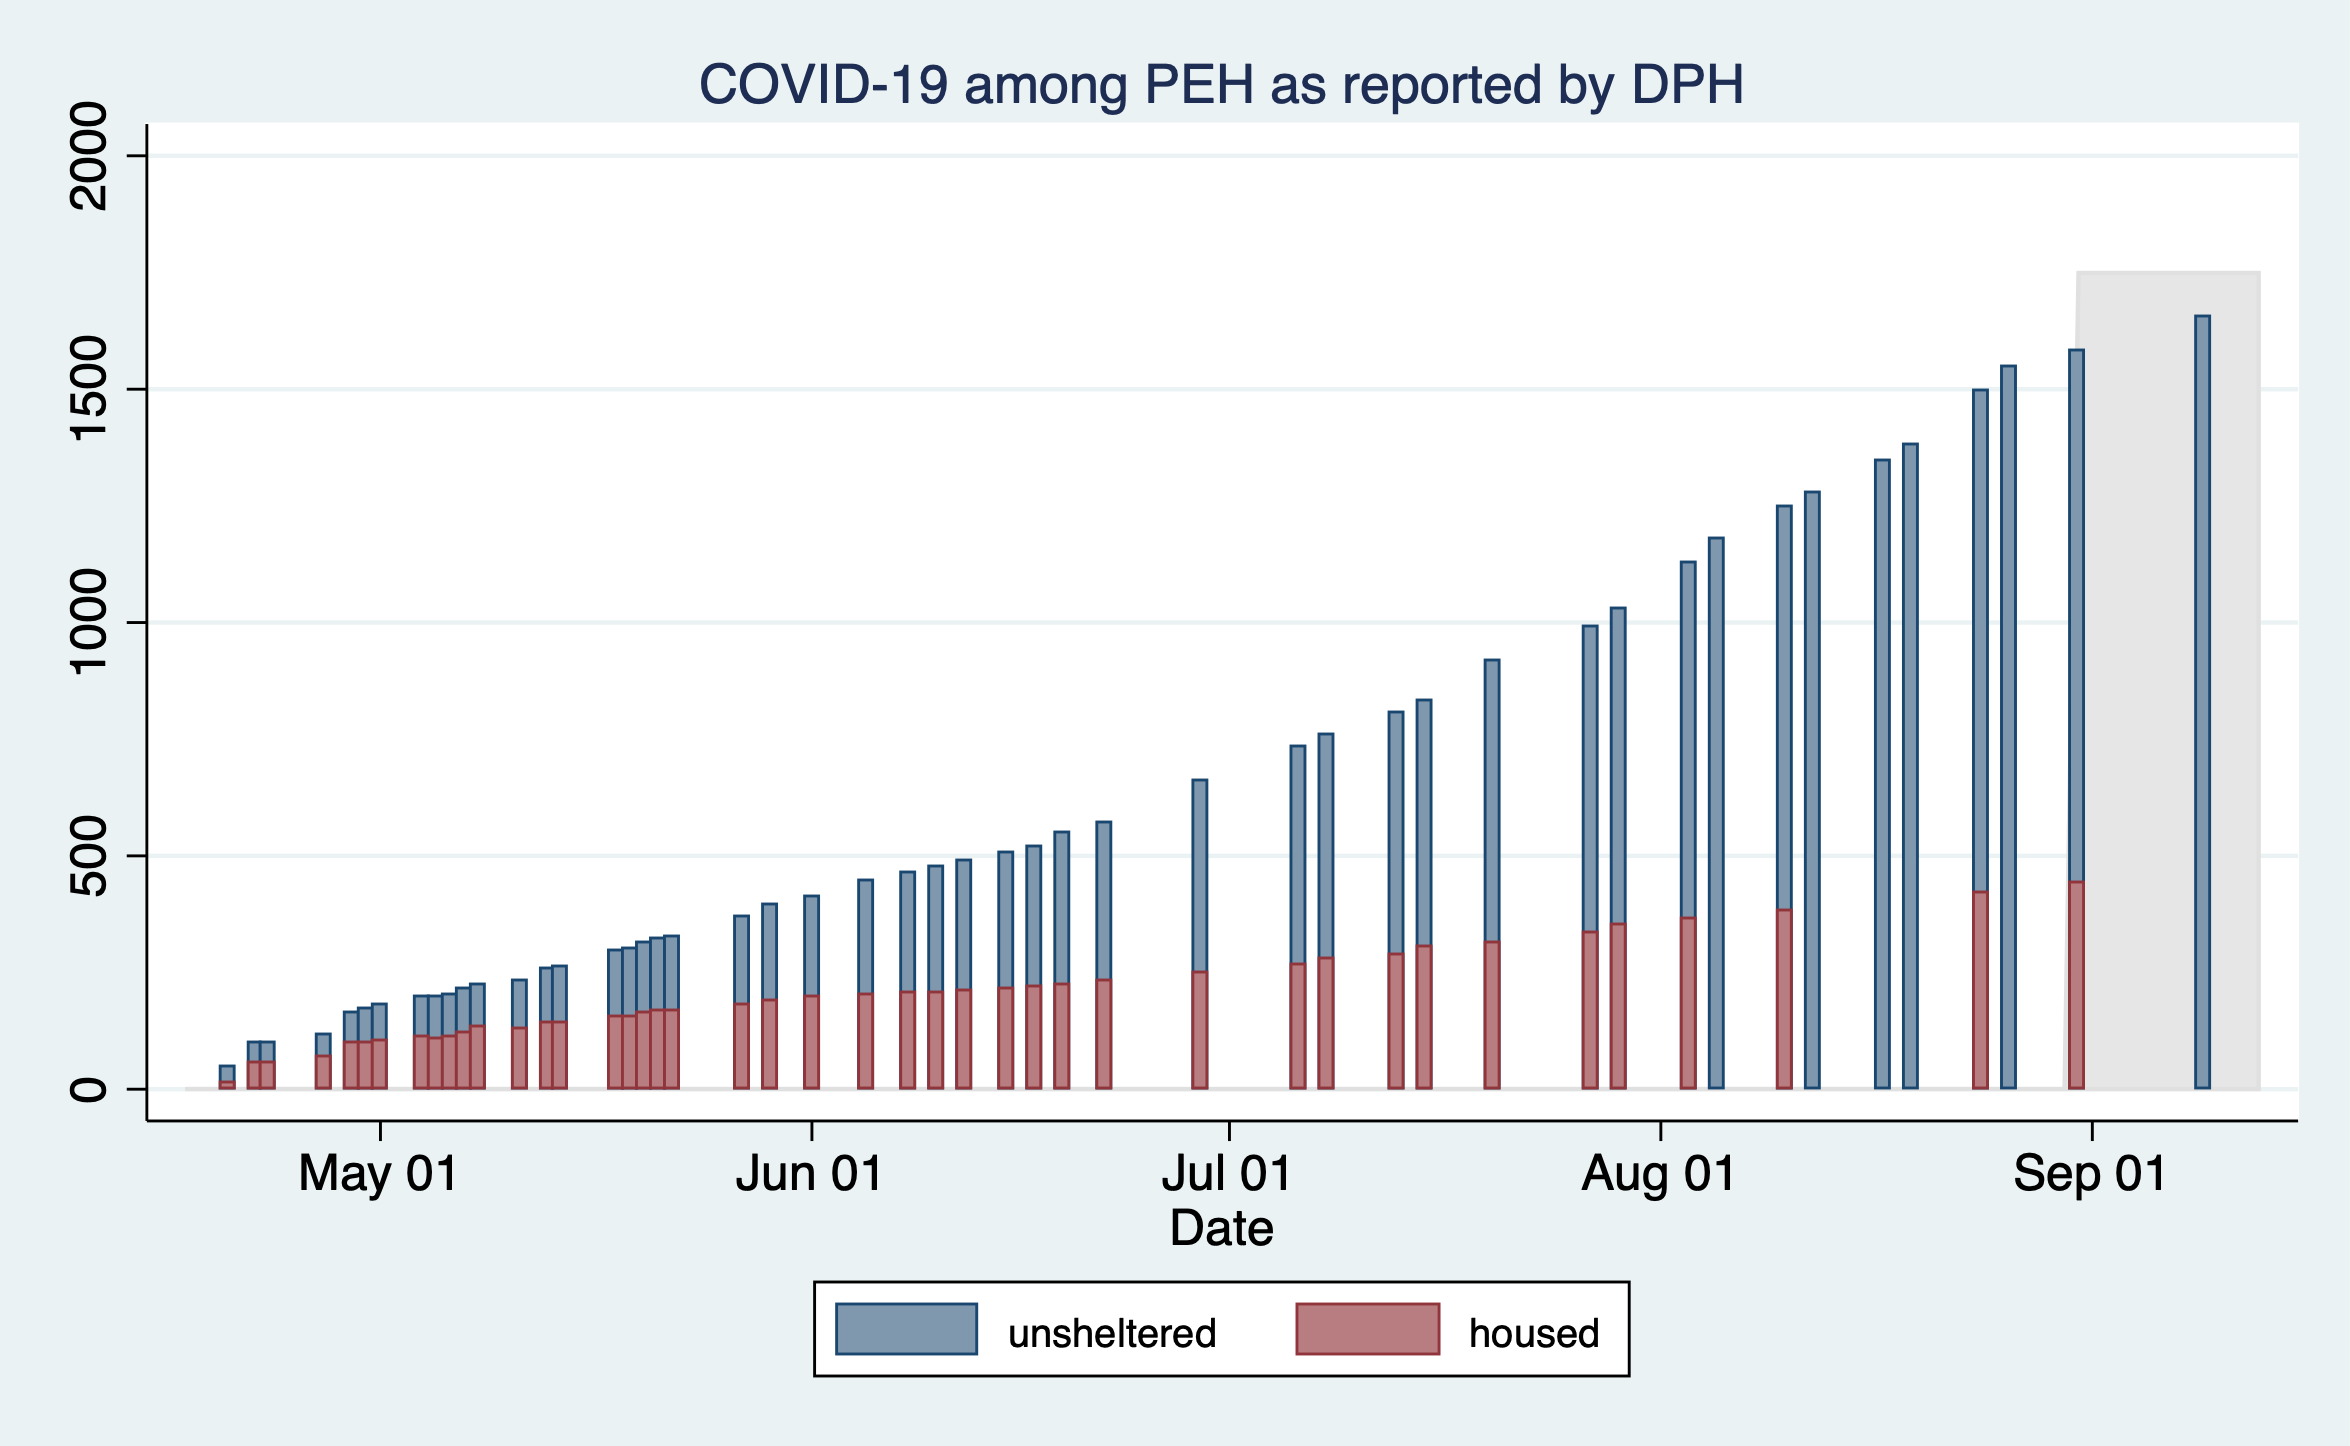 COVID-19 among PEH as reported by DPH
2000
1500
1000
500
0
May 01 Jun 01 Jul 01 Aug 01 Sep 01
Date
unsheltered housed